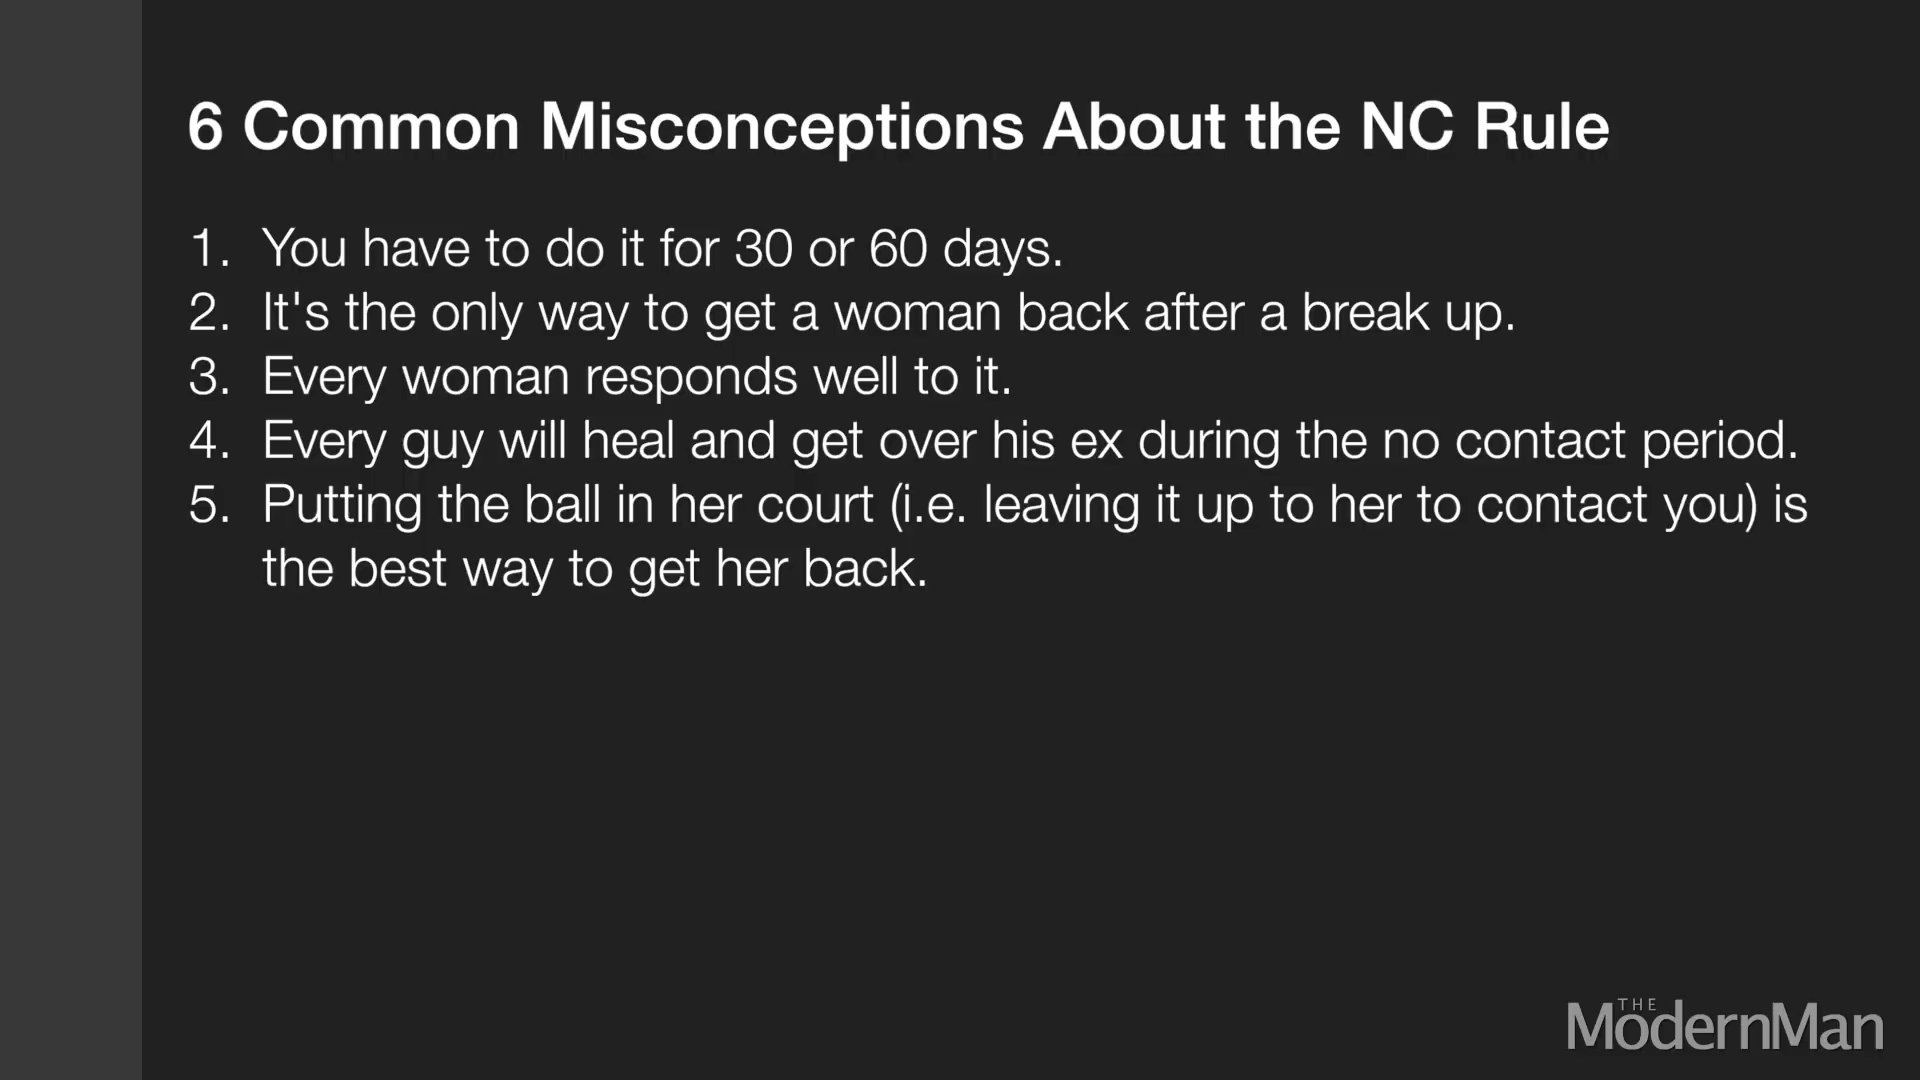 6 Common Misconceptions About the NC Rule
1. You have to do it for 30 or 60 days.
2. It's the only way to get a woman back after a break up.
3. Every woman responds well to it.
4. Every guy will heal and get over his ex during the no contact period.
5. Putting the ball in her court (i.e. leaving it up to her to contact you) is
the best way to get her back.
THE
ModernMan